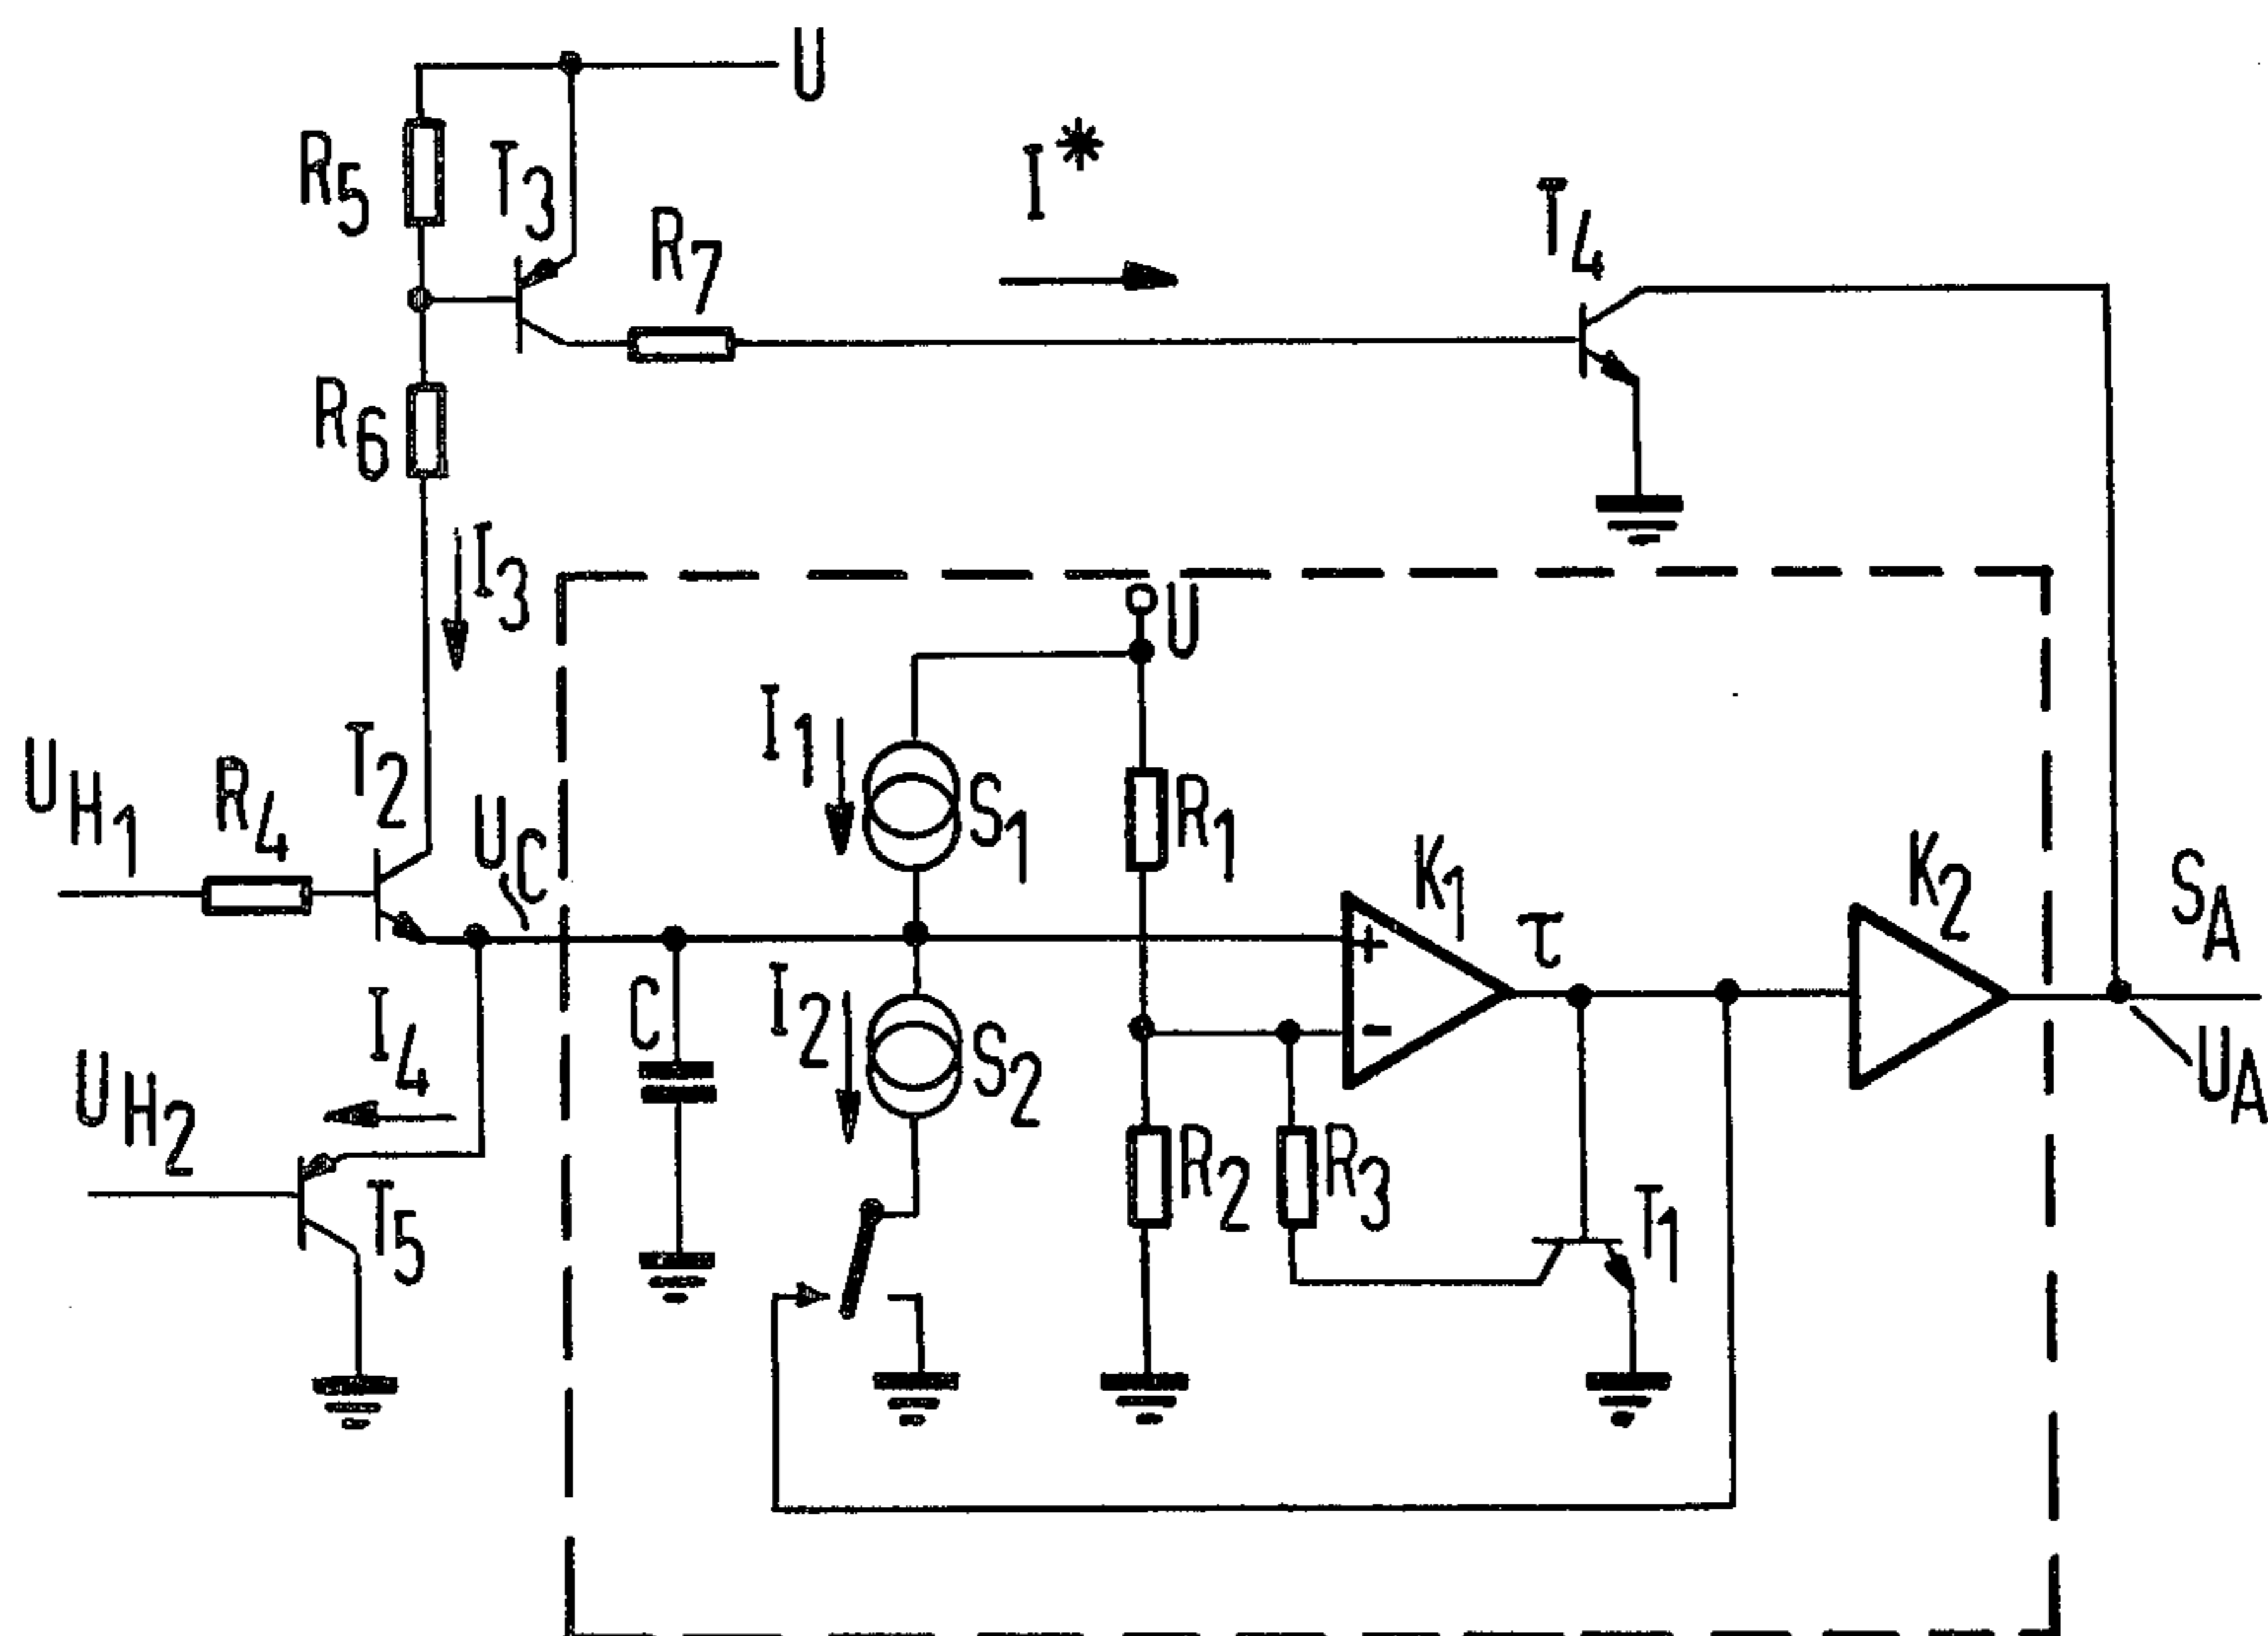 U
R5
T3
R7
I*
T4
R6
I3
U
I1
S1
R1
T2
UH1
R4
UC
K1
K2
SA
τ
C
I2
S2
I4
UH2
T5
R2
R3
T1
UA
+
-